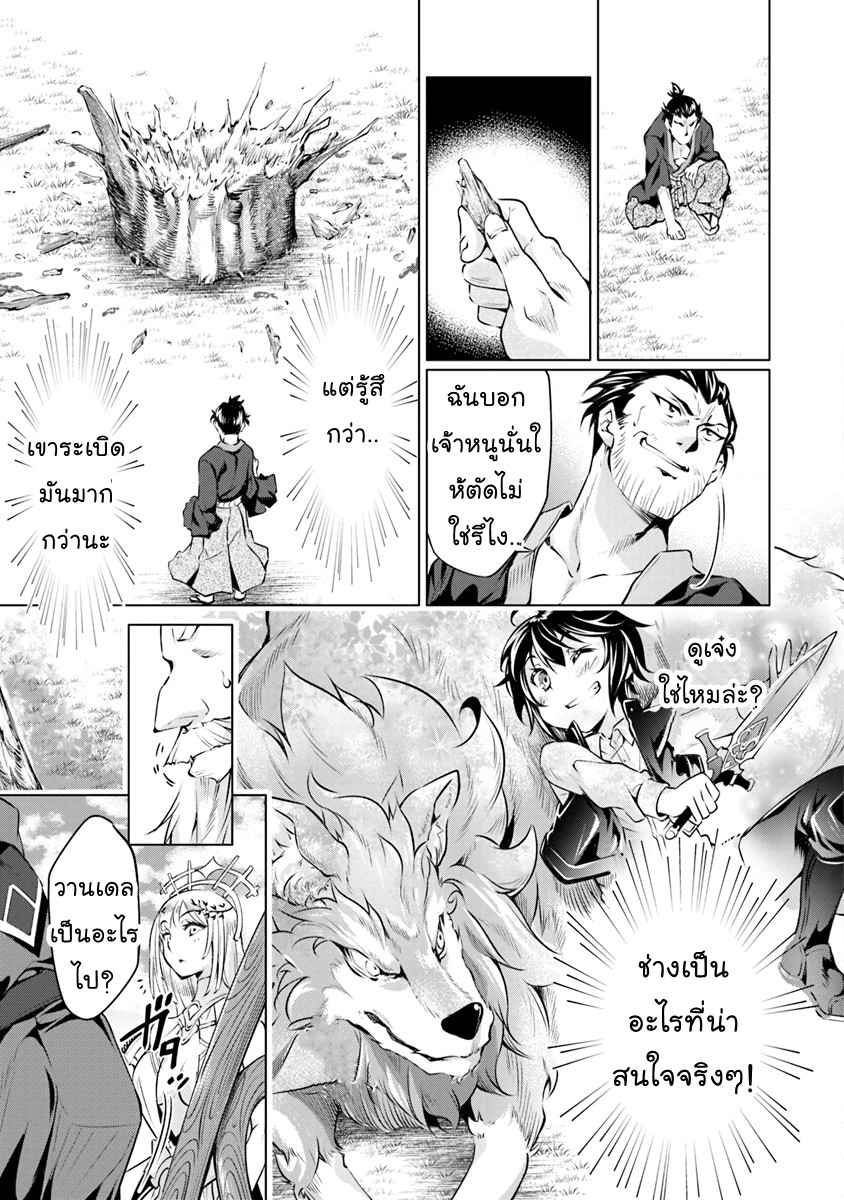 ฉันบอก
เจ้าหนูนั่นใ
ห้ตัดไม่
ใช่รึไง..
แต่รู้สึ
กว่า..
เขาระเบิด
มันมาก
กว่านะ
ดูเจ๋ง
ใช่ไหมล่ะ?
ช่างเป็น
อะไรที่น่า
สนใจจริงๆ!
วานเดล
เป็นอะไร
ไป?
ガタ